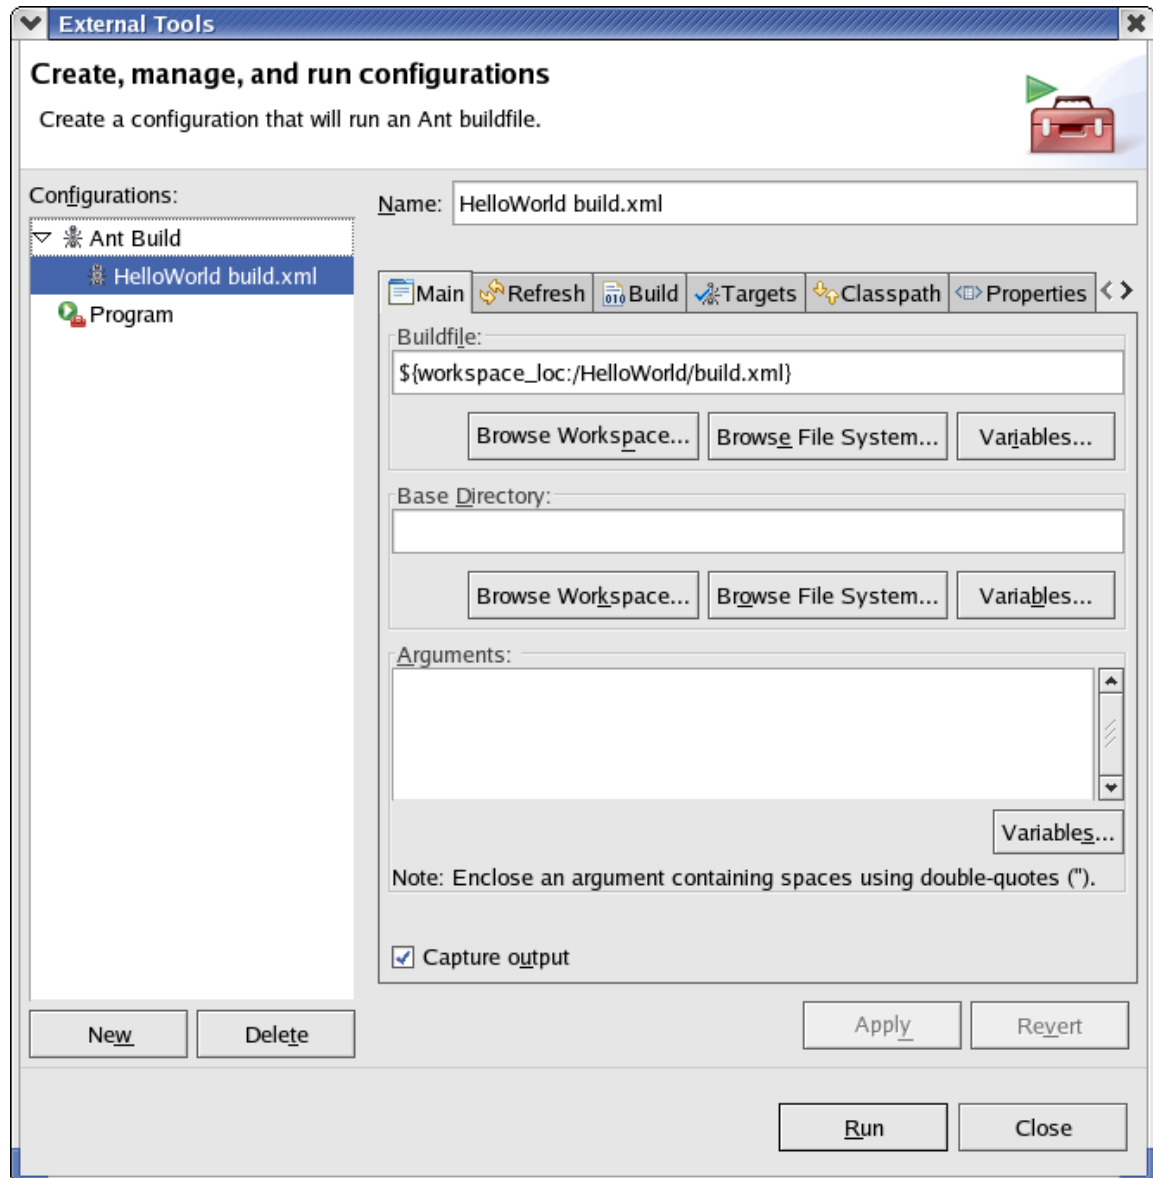 External Tools
Create, manage, and run configurations
Create a configuration that will run an Ant buildfile.
Configurations:
Ant Build
HelloWorld build.xml
Program
New Delete
Name: HelloWorld build.xml
Main Refresh Build Targets Classpath Properties
Buildfile:
${workspace_loc:/HelloWorld/build.xml}
Browse Workspace... Browse File System... Variables...
Base Directory:
Browse Workspace... Browse File System... Variables...
Arguments:
Variables...
Note: Enclose an argument containing spaces using double-quotes (").
Capture output
Apply Revert
Run Close